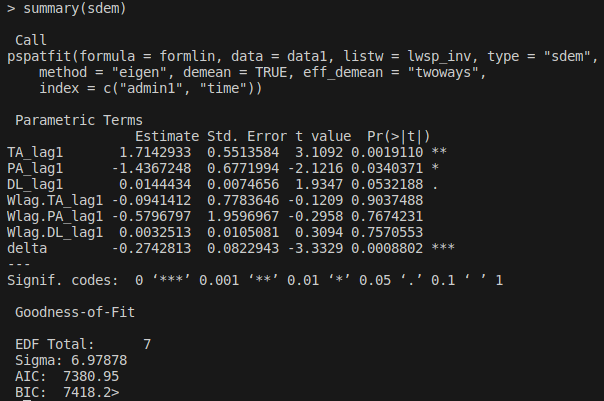 > summary(sdem)
Call
pspatfit(formula = formlin, data = data1, listw = lwsp_inv, type = "sdem",
method = "eigen", demean = TRUE, eff_demean = "twoways",
index = c("admin1", "time"))
Parametric Terms
Estimate Std. Error t value Pr(>|t|)
TA_lag1 1.7142933 0.5513584 3.1092 0.0019110 **
PA_lag1 -1.4367248 0.6771994 -2.1216 0.0340371 *
DL_lag1 0.0144434 0.0074656 1.9347 0.0532188 .
Wlag.TA_lag1 -0.0941412 0.7783646 -0.1209 0.9037488
Wlag.PA_lag1 -0.5796797 1.9596967 -0.2958 0.7674231
Wlag.DL_lag1 0.0032513 0.0105081 0.3094 0.7570553
delta -0.2742813 0.0822943 -3.3329 0.0008802 ***
---
Signif. codes: 0 ‘***’ 0.001 ‘**’ 0.01 ‘*’ 0.05 ‘.’ 0.1 ‘ ’ 1
Goodness-of-Fit
EDF Total: 7
Sigma: 6.97878
AIC: 7380.95
BIC: 7418.2>